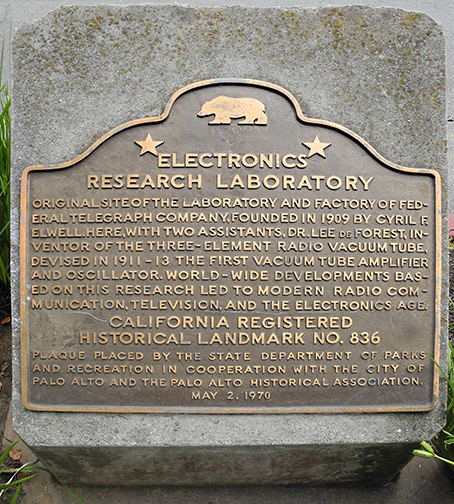 ELECTRONICS
RESEARCH LABORATORY
ORIGINAL SITE OF THE LABORATORY AND FACTORY OF FED-
ERAL TELEGRAPH COMPANY, FOUNDED IN 1909 BY CYRIL F.
ELWELL. HERE, WITH TWO ASSISTANTS, DR. LEE DE FOREST, IN-
VENTOR OF THE THREE-ELEMENT RADIO VACUUM TUBE,
DEVISED IN 1911-13 THE FIRST VACUUM TUBE AMPLIFIER
AND OSCILLATOR. WORLD-WIDE DEVELOPMENTS BAS-
ED ON THIS RESEARCH LED TO MODERN RADIO COM-
MUNICATION, TELEVISION, AND THE ELECTRONICS AGE.
CALIFORNIA REGISTERED
HISTORICAL LANDMARK NO. 836
PLAQUE PLACED BY THE STATE DEPARTMENT OF PARKS
AND RECREATION IN COOPERATION WITH THE CITY OF
PALO ALTO AND THE PALO ALTO HISTORICAL ASSOCIATION,
MAY 2, 1970